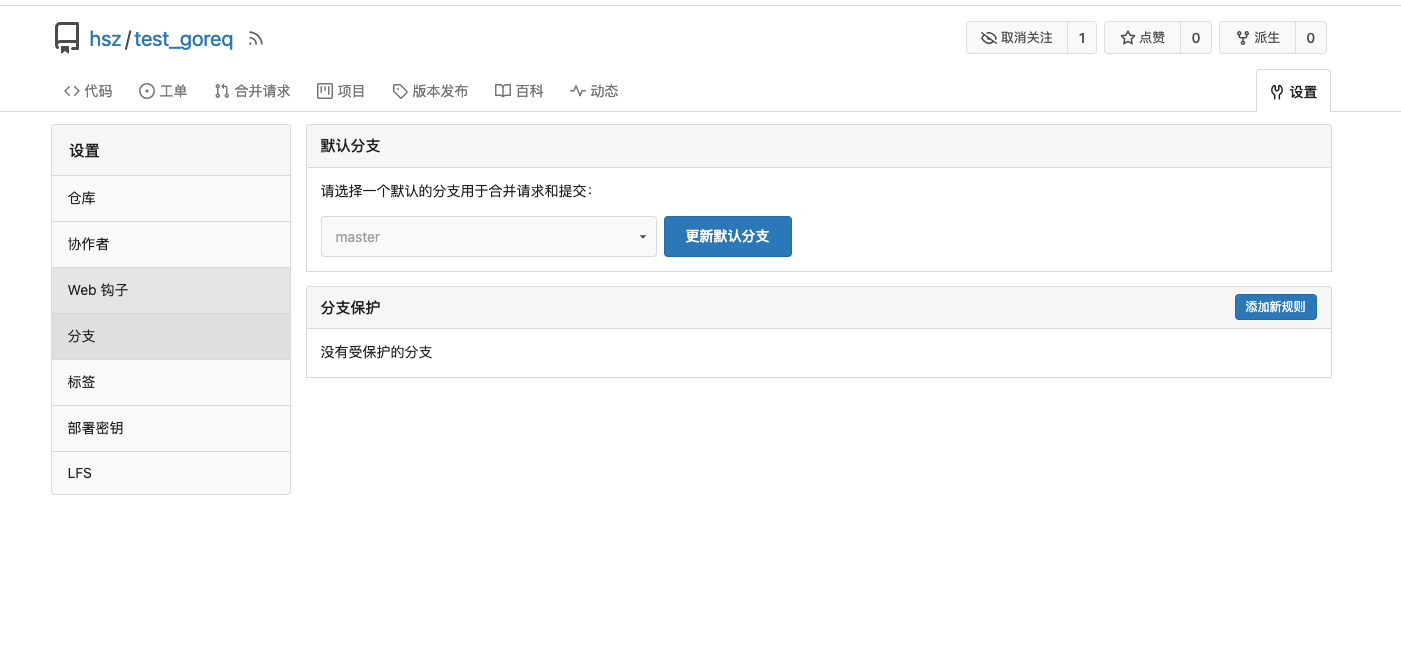 hsz/test_goreq
取消关注 1 点赞 0 派生 0
代码 工单 合并请求 项目 版本发布 百科 动态 设置
设置
仓库
协作者
Web 钩子
分支
标签
部署密钥
LFS
默认分支
请选择一个默认的分支用于合并请求和提交：
master 更新默认分支
分支保护 添加新规则
没有受保护的分支